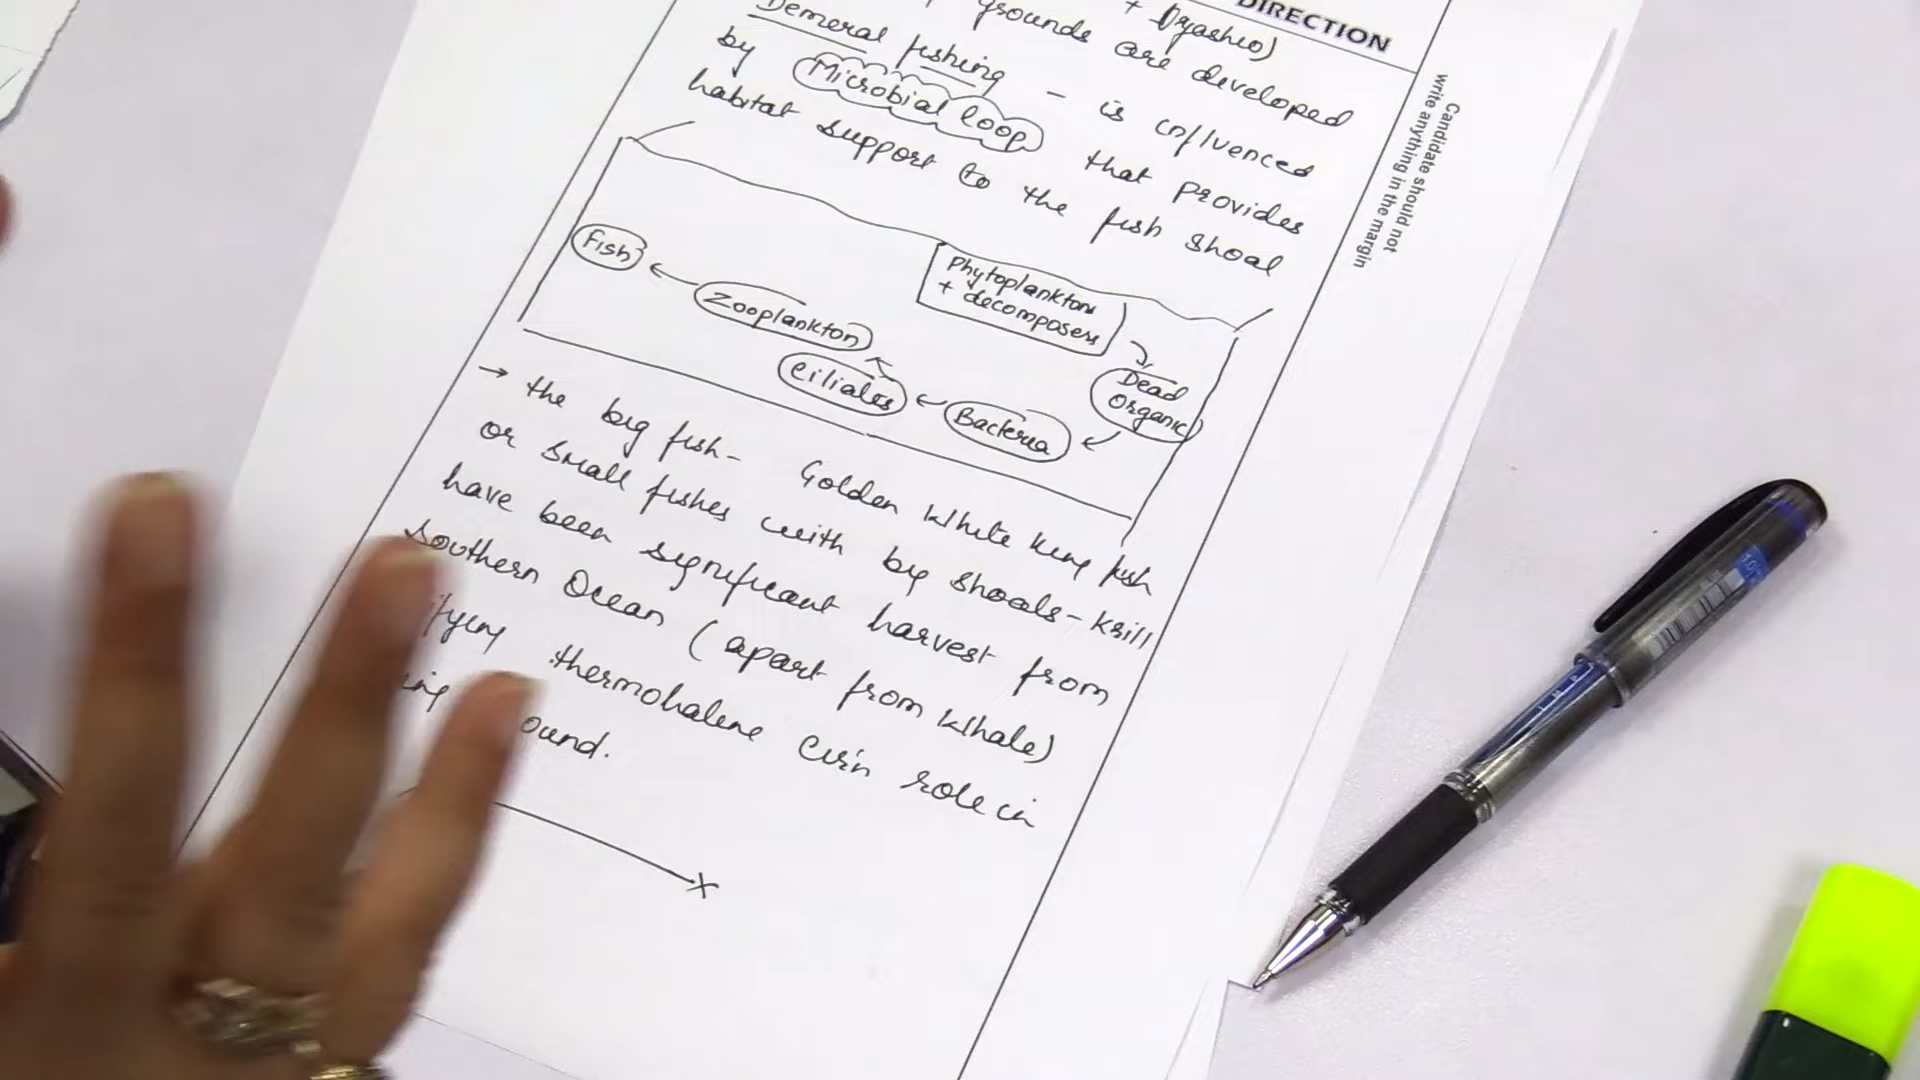 DIRECTION
+ Oyashio)
grounds are developed
Demeral fishing - is influenced
by Microbial loop that provides
habitat support to the fish shoal
Fish
Zooplankton
Phytoplankton
+ decomposers
Ciliates
Bacteria
Dead
Organic
→ the big fish - Golden White King fish
or small fishes with big shoals - Krill
have been significant harvest from
Southern Ocean (apart from Whale)
ifying thermohaline Cir'n role in
ing ound.
Candidate should not
write anything in the margin